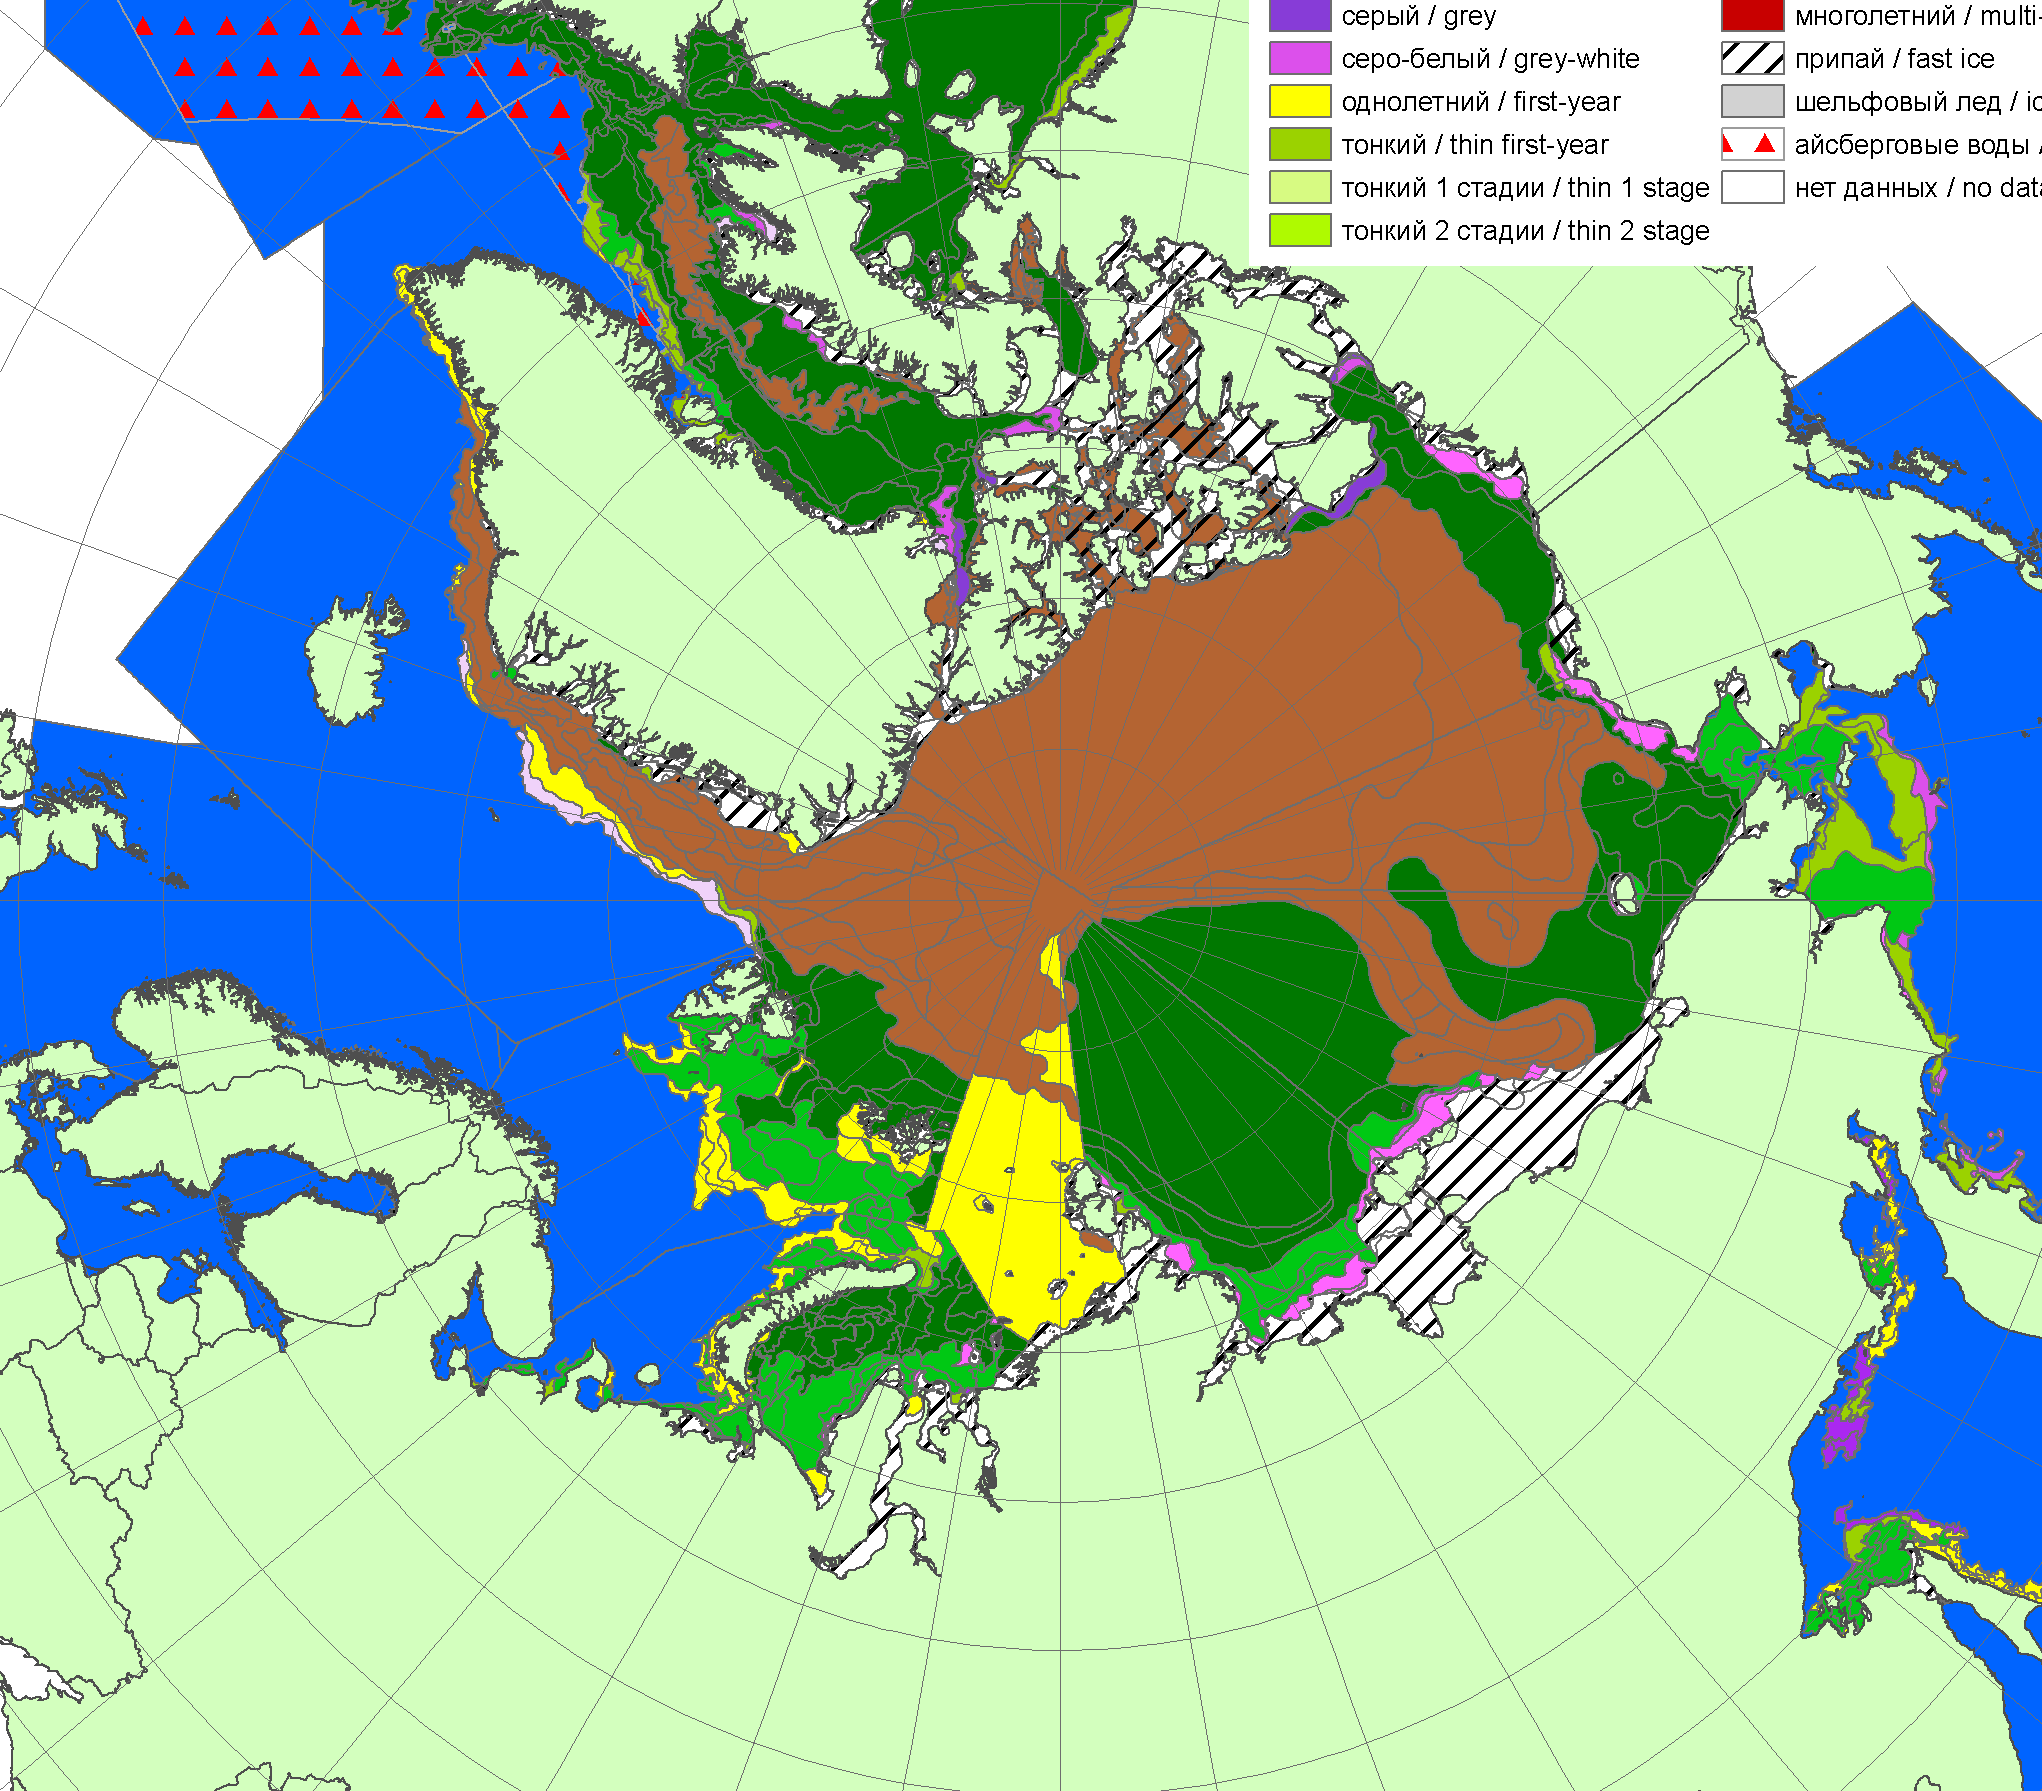 серый / grey
серо-белый / grey-white
однолетний / first-year
тонкий / thin first-year
тонкий 1 стадии / thin 1 stage
тонкий 2 стадии / thin 2 stage
многолетний / multi-
припай / fast ice
шельфовый лед /
айсберговые воды /
нет данных / no data